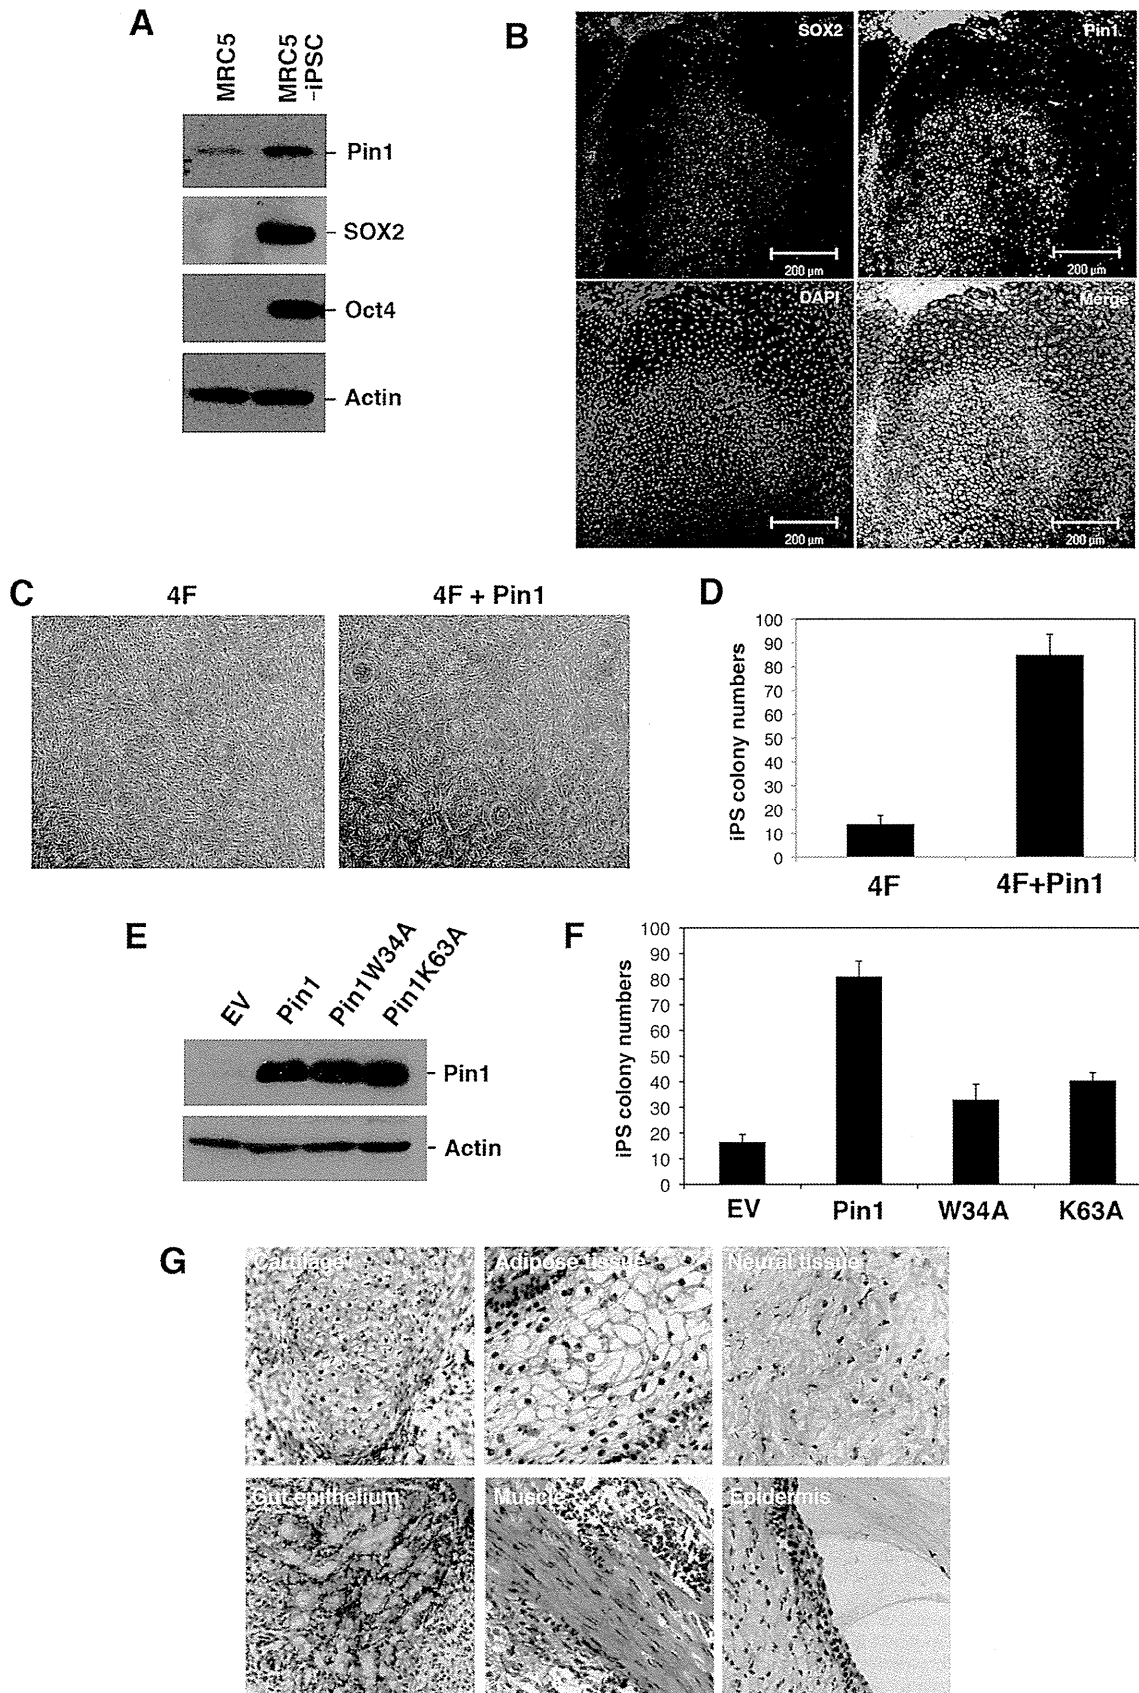 A
MRC5
MRC5
-iPSC
Pin1
SOX2
Oct4
Actin
B
SOX2
200 µm
Pin1
200 µm
DAPI
200 µm
Merge
200 µm
C
4F
4F + Pin1
D
iPS colony numbers
100
90
80
70
60
50
40
30
20
10
0
4F
4F+Pin1
E
EV
Pin1
Pin1W34A
Pin1K63A
Pin1
Actin
F
iPS colony numbers
100
90
80
70
60
50
40
30
20
10
0
EV
Pin1
W34A
K63A
G
Cartilage
Adipose tissue
Neural tissue
Gut epithelium
Muscle
Epidermis